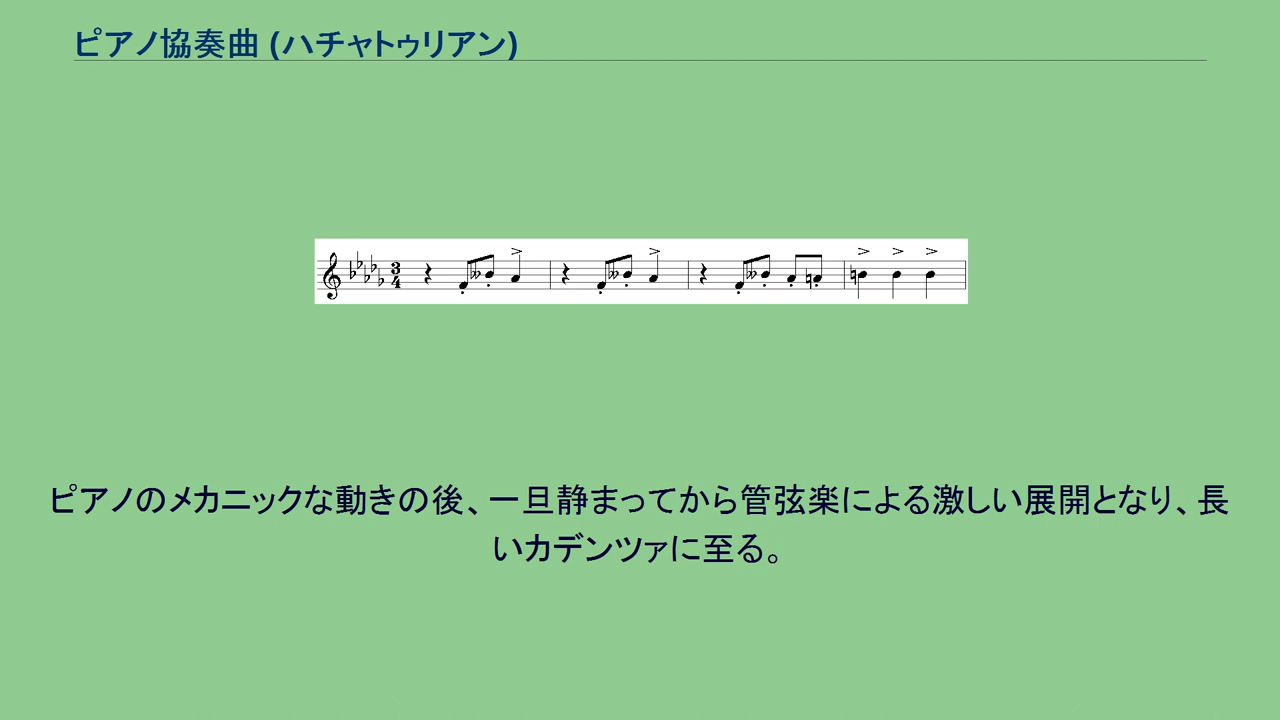 ピアノ協奏曲 (ハチャトゥリアン)
ピアノのメカニックな動きの後、一旦静まってから管弦楽による激しい展開となり、長
いカデンツァに至る。